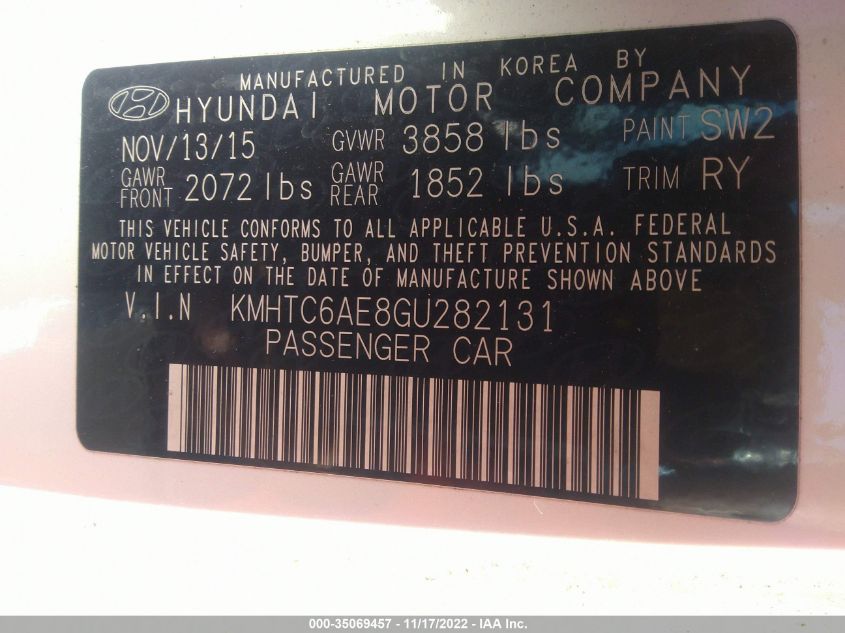 MANUFACTURED IN KOREA BY
HYUNDAI MOTOR COMPANY
NOV/13/15 GVWR 3858 lbs PAINT SW2
GAWR FRONT 2072 lbs GAWR REAR 1852 lbs TRIM RY
THIS VEHICLE CONFORMS TO ALL APPLICABLE U.S.A. FEDERAL
MOTOR VEHICLE SAFETY, BUMPER, AND THEFT PREVENTION STANDARDS
IN EFFECT ON THE DATE OF MANUFACTURE SHOWN ABOVE
V.I.N KMHTC6AE8GU282131
PASSENGER CAR
000-35069457 - 11/17/2022 - IAA Inc.